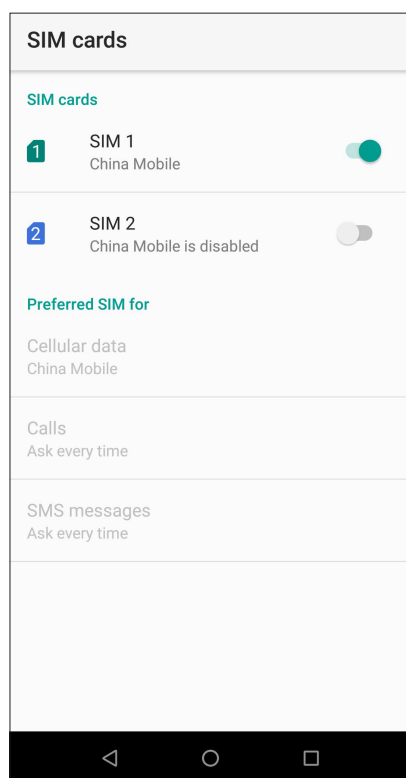 SIM cards
SIM cards
1
SIM 1
China Mobile
2
SIM 2
China Mobile is disabled
Preferred SIM for
Cellular data
China Mobile
Calls
Ask every time
SMS messages
Ask every time